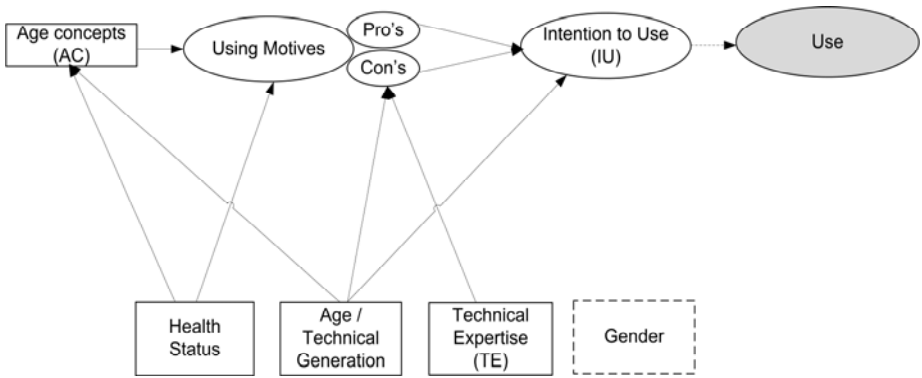 Age concepts
(AC)
Using Motives
Pro's
Con's
Intention to Use
(IU)
Use
Health
Status
Age /
Technical
Generation
Technical
Expertise
(TE)
Gender